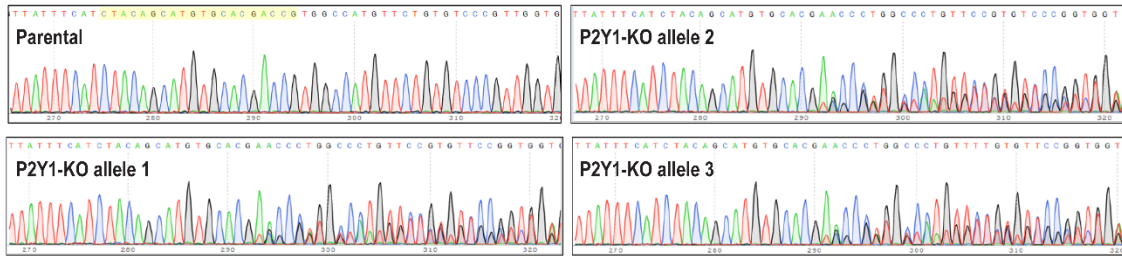 TTATTTCATCTACAGCATGTGCACGACCGTGGCCATGTTCTGTGTCCCGTTGGTG
Parental
270 280 290 300 310
TTATTTCATCTACAGCATGTGCACGAACCCTGGCCCTGTTCCGTGTCCCGGTGGT
P2Y1-KO allele 2
270 280 290 300 310 320
TTATTTCATCTACAGCATGTGCACGAACCCTGGCCCTGTTCCGTGTTCCGGTGGT
P2Y1-KO allele 1
270 280 290 300 310 320
TTATTTCATCTACAGCATGTGCACGAACCCTGGCCCTGTTTTGTGTTCCGGTGGT
P2Y1-KO allele 3
270 280 290 300 310 320